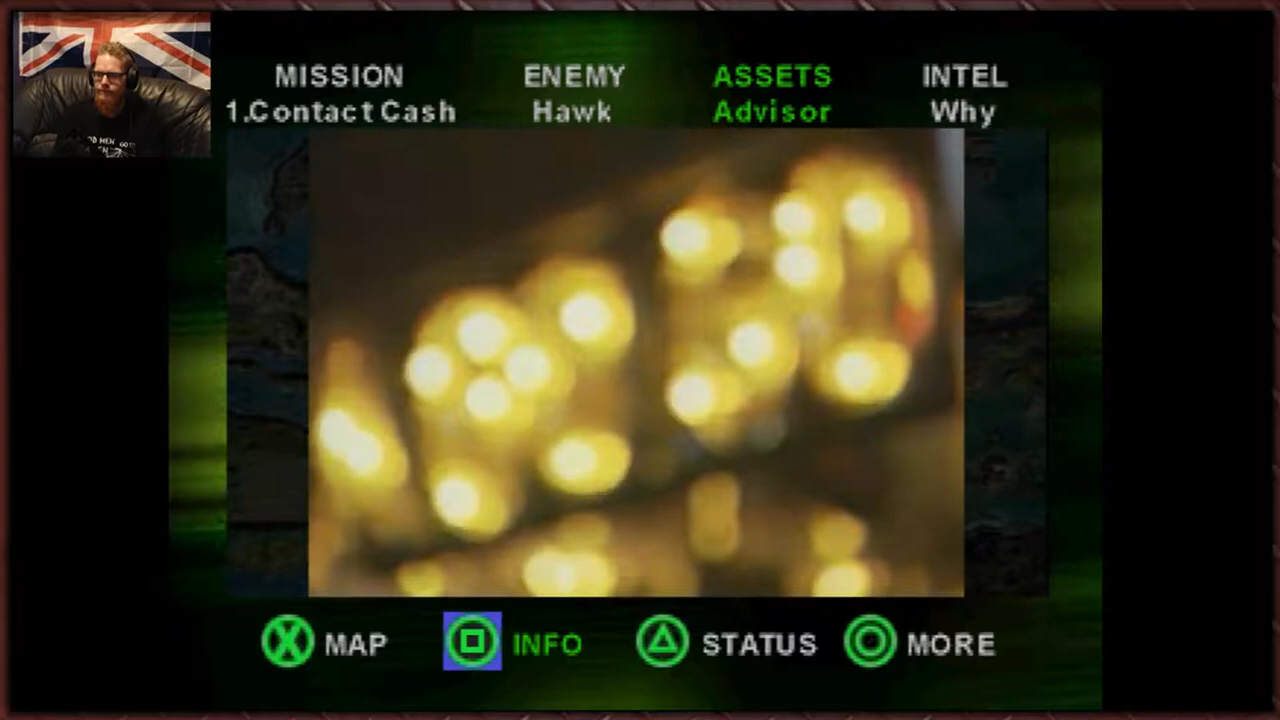 MISSION ENEMY ASSETS INTEL
1.Contact Cash Hawk Advisor Why
MAP INFO STATUS MORE